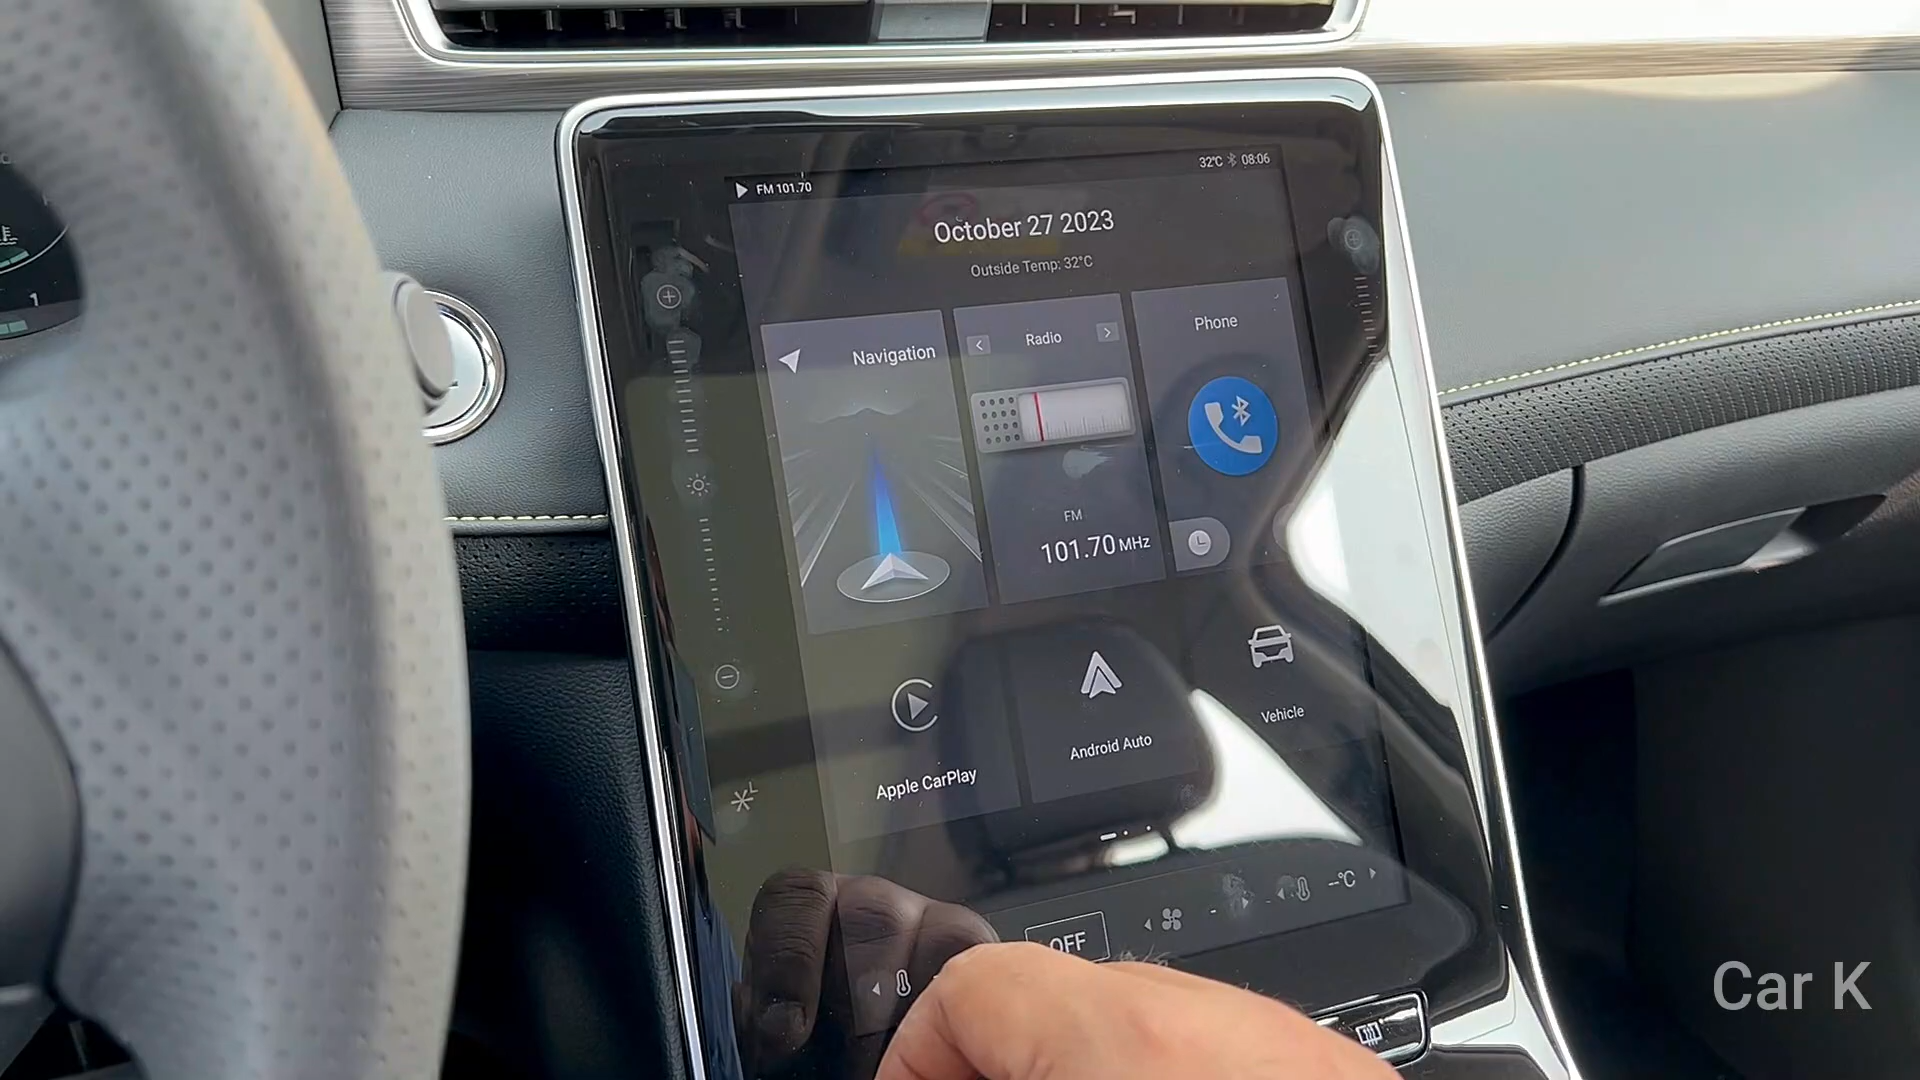 FM 101.70
32°C 08:06
October 27 2023
Outside Temp: 32°C
Navigation
Radio
Phone
FM
101.70 MHz
Apple CarPlay
Android Auto
Vehicle
--°C
OFF
1
Car K